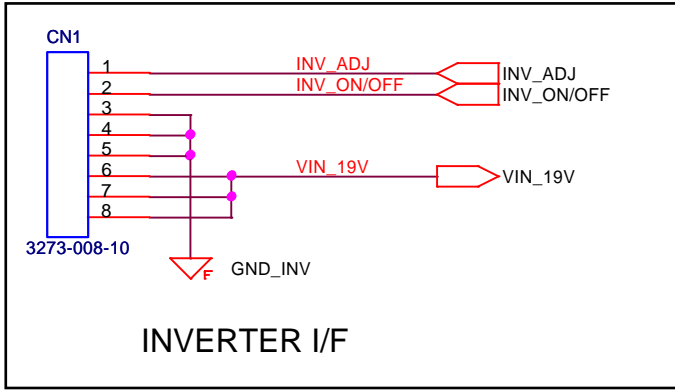 CN1
1
INV_ADJ
INV_ADJ
2
INV_ON/OFF
INV_ON/OFF
3
4
5
6
VIN_19V
VIN_19V
7
8
3273-008-10
F
GND_INV
INVERTER I/F